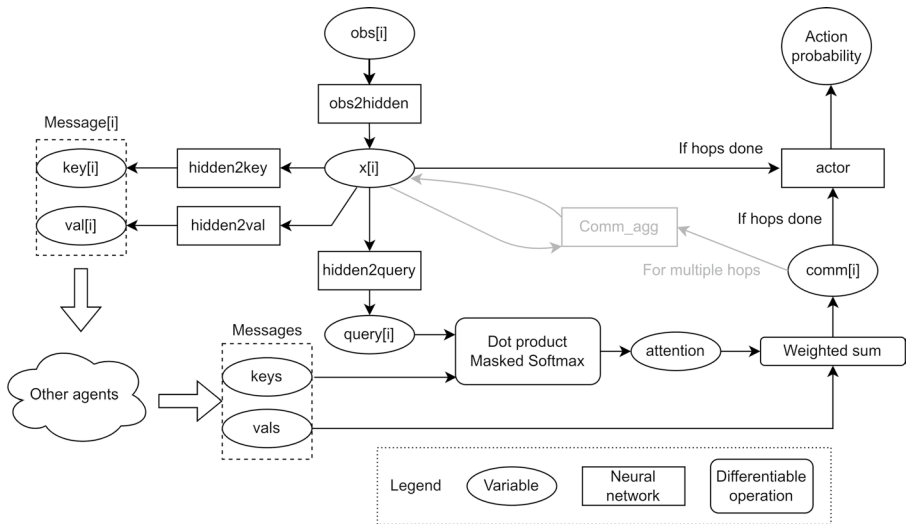 obs[i]
Action
probability
obs2hidden
Message[i]
If hops done
key[i]
hidden2key
x[i]
actor
val[i]
hidden2val
Comm_agg
If hops done
hidden2query
For multiple hops
comm[i]
Messages
query[i]
Dot product
Masked Softmax
attention
Weighted sum
keys
Other agents
vals
Legend
Variable
Neural
network
Differentiable
operation